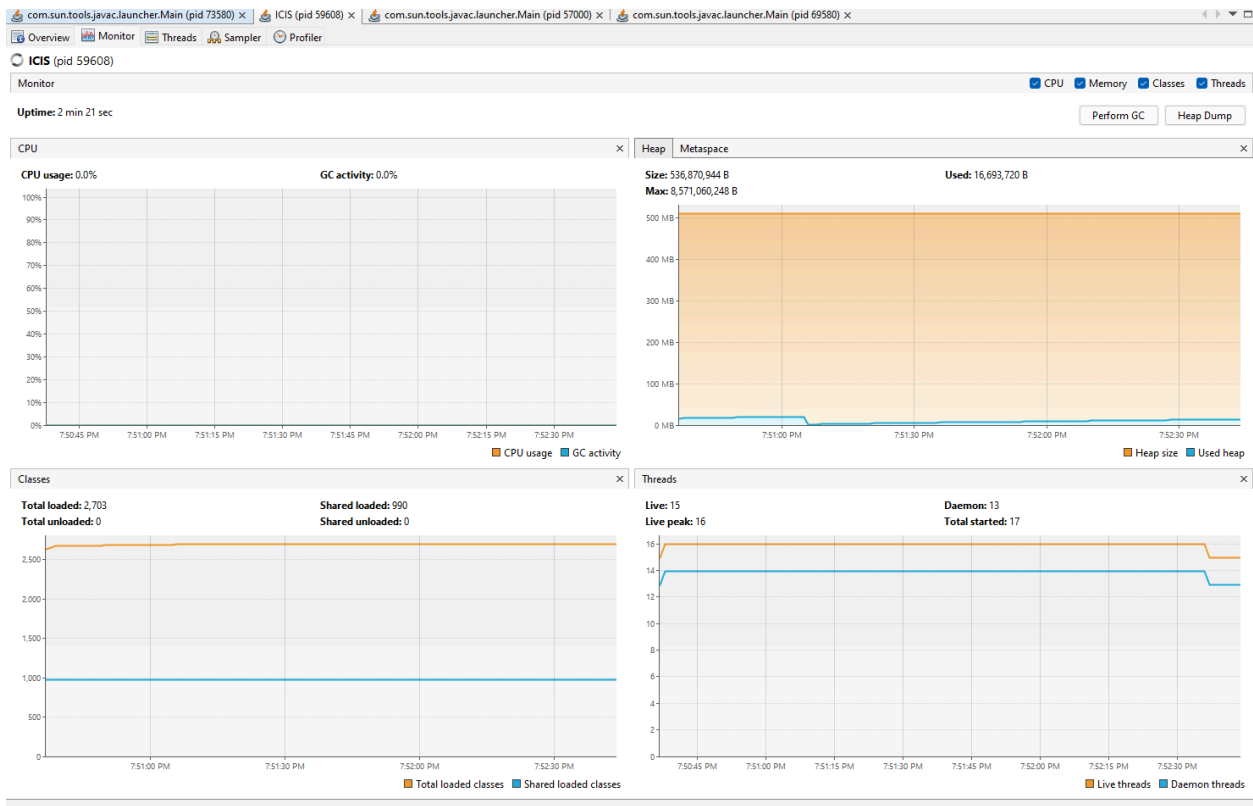 com.sun.tools.javac.launcher.Main (pid 73580) × ICIS (pid 59608) × com.sun.tools.javac.launcher.Main (pid 57000) × com.sun.tools.javac.launcher.Main (pid 69580) ×
Overview Monitor Threads Sampler Profiler
ICIS (pid 59608)
Monitor CPU Memory Classes Threads
Uptime: 2 min 21 sec Perform GC Heap Dump
CPU ×
CPU usage: 0.0% GC activity: 0.0%
100%
90%
80%
70%
60%
50%
40%
30%
20%
10%
0%
7:50:45 PM 7:51:00 PM 7:51:15 PM 7:51:30 PM 7:51:45 PM 7:52:00 PM 7:52:15 PM 7:52:30 PM
CPU usage GC activity
Heap Metaspace ×
Size: 536,870,944 B Used: 16,693,720 B
Max: 8,571,060,248 B
500 MB
400 MB
300 MB
200 MB
100 MB
0 MB
7:51:00 PM 7:51:30 PM 7:52:00 PM 7:52:30 PM
Heap size Used heap
Classes ×
Total loaded: 2,703 Shared loaded: 990
Total unloaded: 0 Shared unloaded: 0
2,500
2,000
1,500
1,000
500
0
7:51:00 PM 7:51:30 PM 7:52:00 PM 7:52:30 PM
Total loaded classes Shared loaded classes
Threads ×
Live: 15 Daemon: 13
Live peak: 16 Total started: 17
16
14
12
10
8
6
4
2
0
7:50:45 PM 7:51:00 PM 7:51:15 PM 7:51:30 PM 7:51:45 PM 7:52:00 PM 7:52:15 PM 7:52:30 PM
Live threads Daemon threads